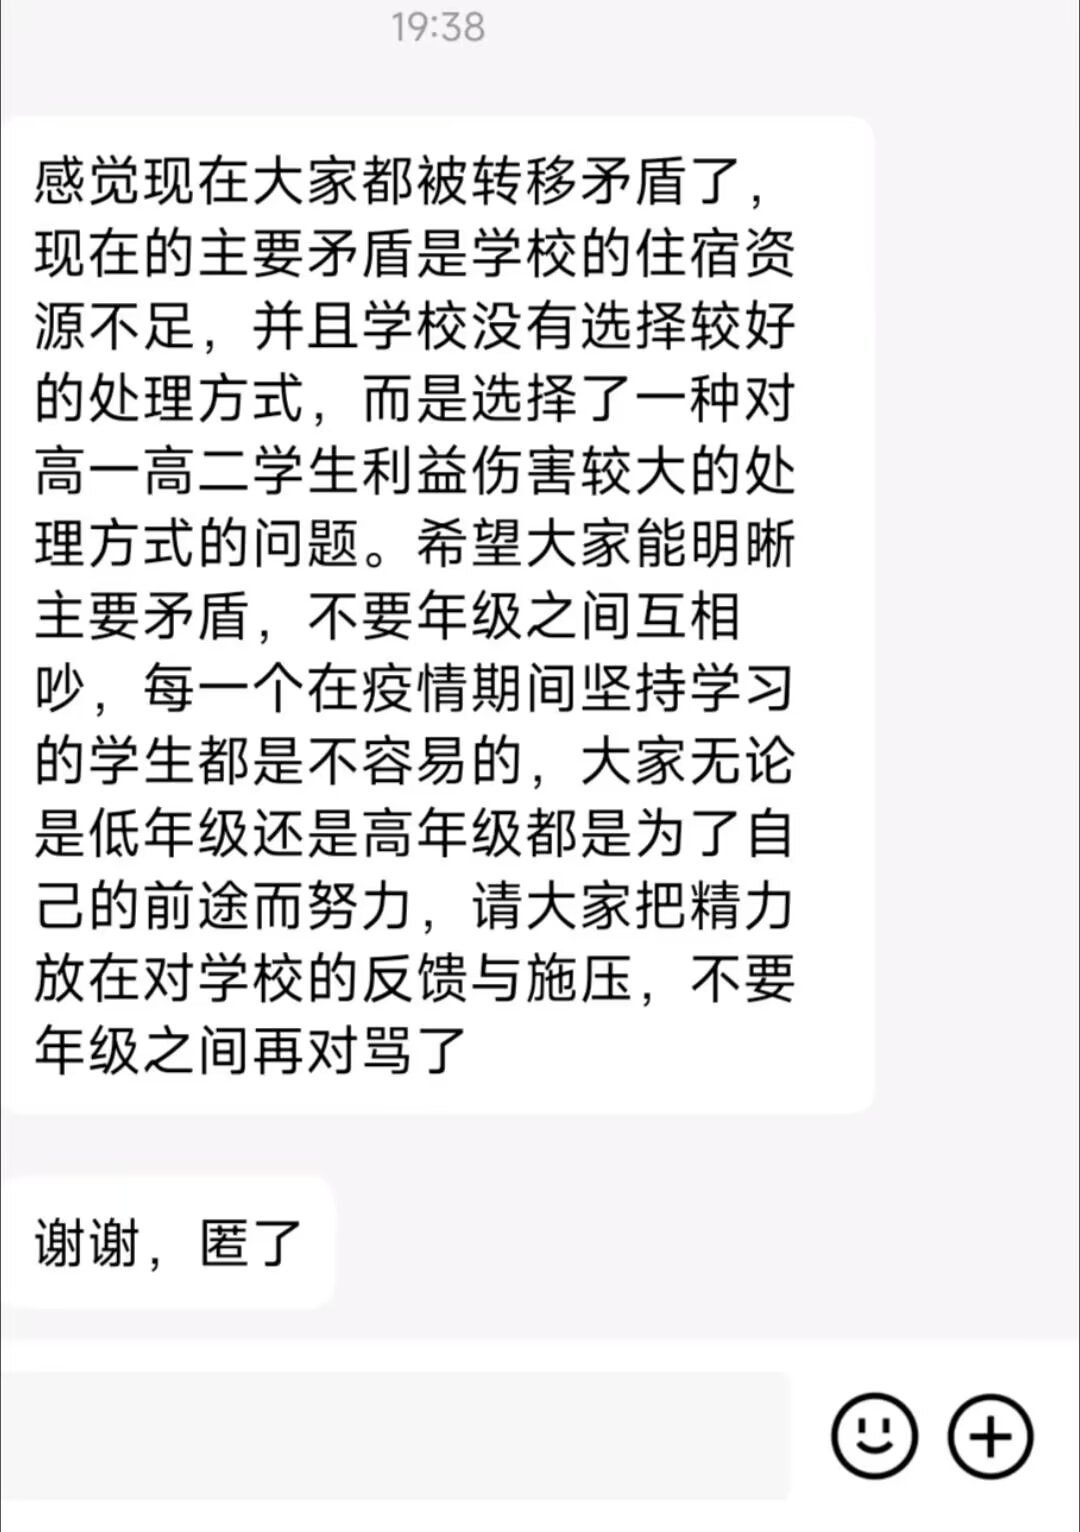 19:38
感觉现在大家都被转移矛盾了，
现在的主要矛盾是学校的住宿资
源不足，并且学校没有选择较好
的处理方式，而是选择了一种对
高一高二学生利益伤害较大的处
理方式的问题。希望大家能明晰
主要矛盾，不要年级之间互相
吵，每一个在疫情期间坚持学习
的学生都是不容易的，大家无论
是低年级还是高年级都是为了自
己的前途而努力，请大家把精力
放在对学校的反馈与施压，不要
年级之间再对骂了
谢谢，匿了